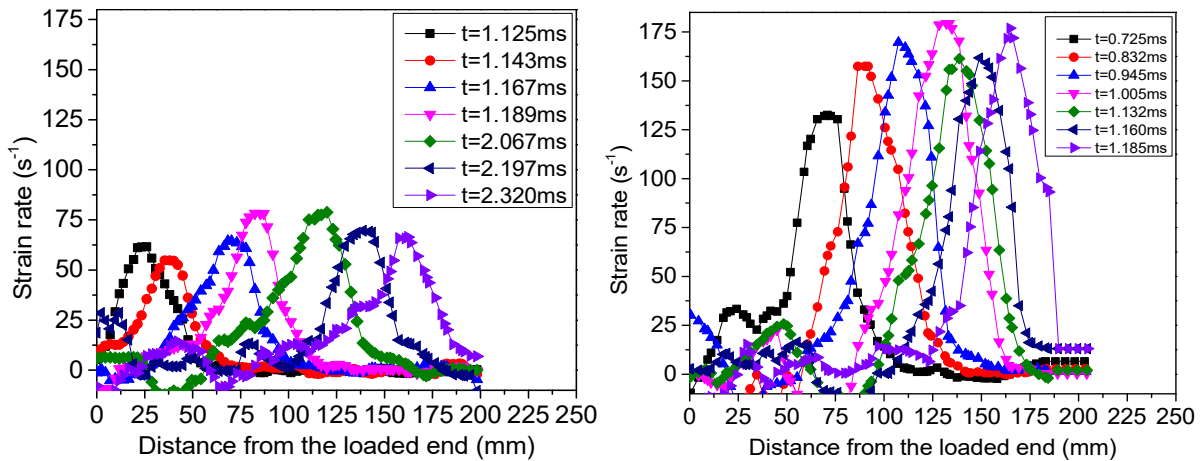 175
150
125
100
75
50
25
0
Strain rate (s⁻¹)
0 25 50 75 100 125 150 175 200 225 250
Distance from the loaded end (mm)
t=1.125ms
t=1.143ms
t=1.167ms
t=1.189ms
t=2.067ms
t=2.197ms
t=2.320ms
175
150
125
100
75
50
25
0
Strain rate (s⁻¹)
0 25 50 75 100 125 150 175 200 225 250
Distance from the loaded end (mm)
t=0.725ms
t=0.832ms
t=0.945ms
t=1.005ms
t=1.132ms
t=1.160ms
t=1.185ms